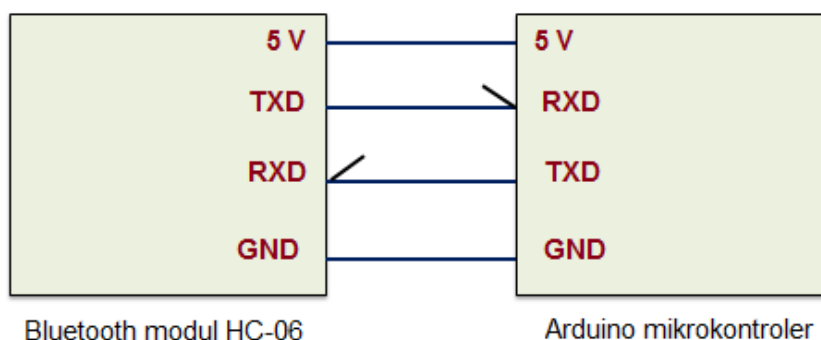 5 V
TXD
RXD
GND
5 V
RXD
TXD
GND
Bluetooth modul HC-06
Arduino mikrokontroler